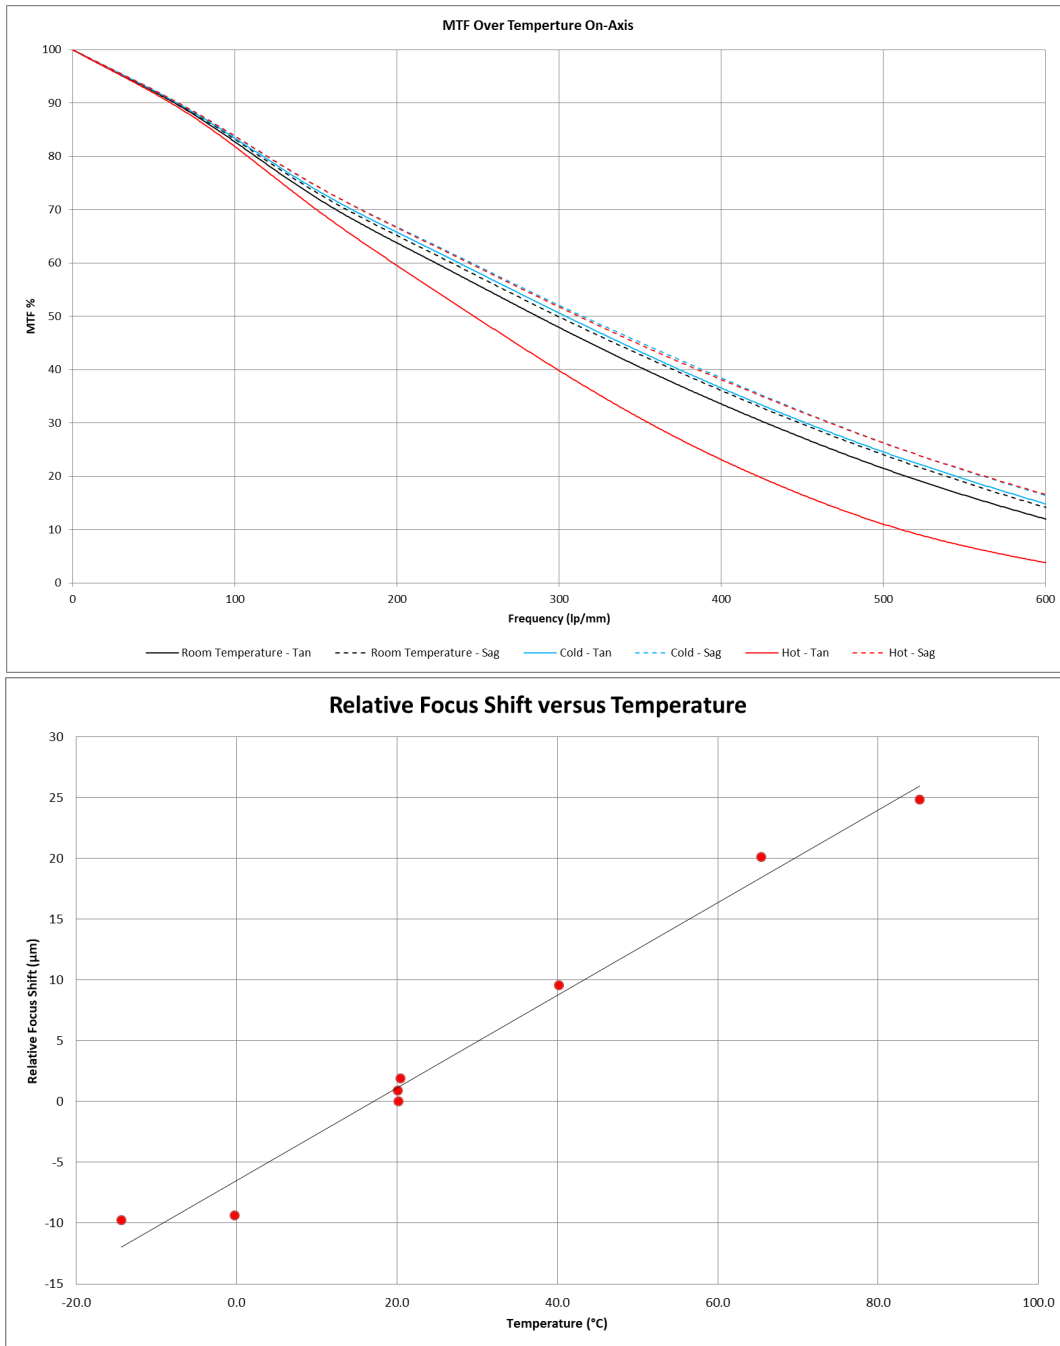 MTF Over Temperture On-Axis
100
90
80
70
60
50
40
30
20
10
0
MTF %
0 100 200 300 400 500 600
Frequency (lp/mm)
Room Temperature - Tan Room Temperature - Sag Cold - Tan Cold - Sag Hot - Tan Hot - Sag
Relative Focus Shift versus Temperature
30
25
20
15
10
5
0
-5
-10
-15
Relative Focus Shift (µm)
-20.0 0.0 20.0 40.0 60.0 80.0 100.0
Temperature (°C)